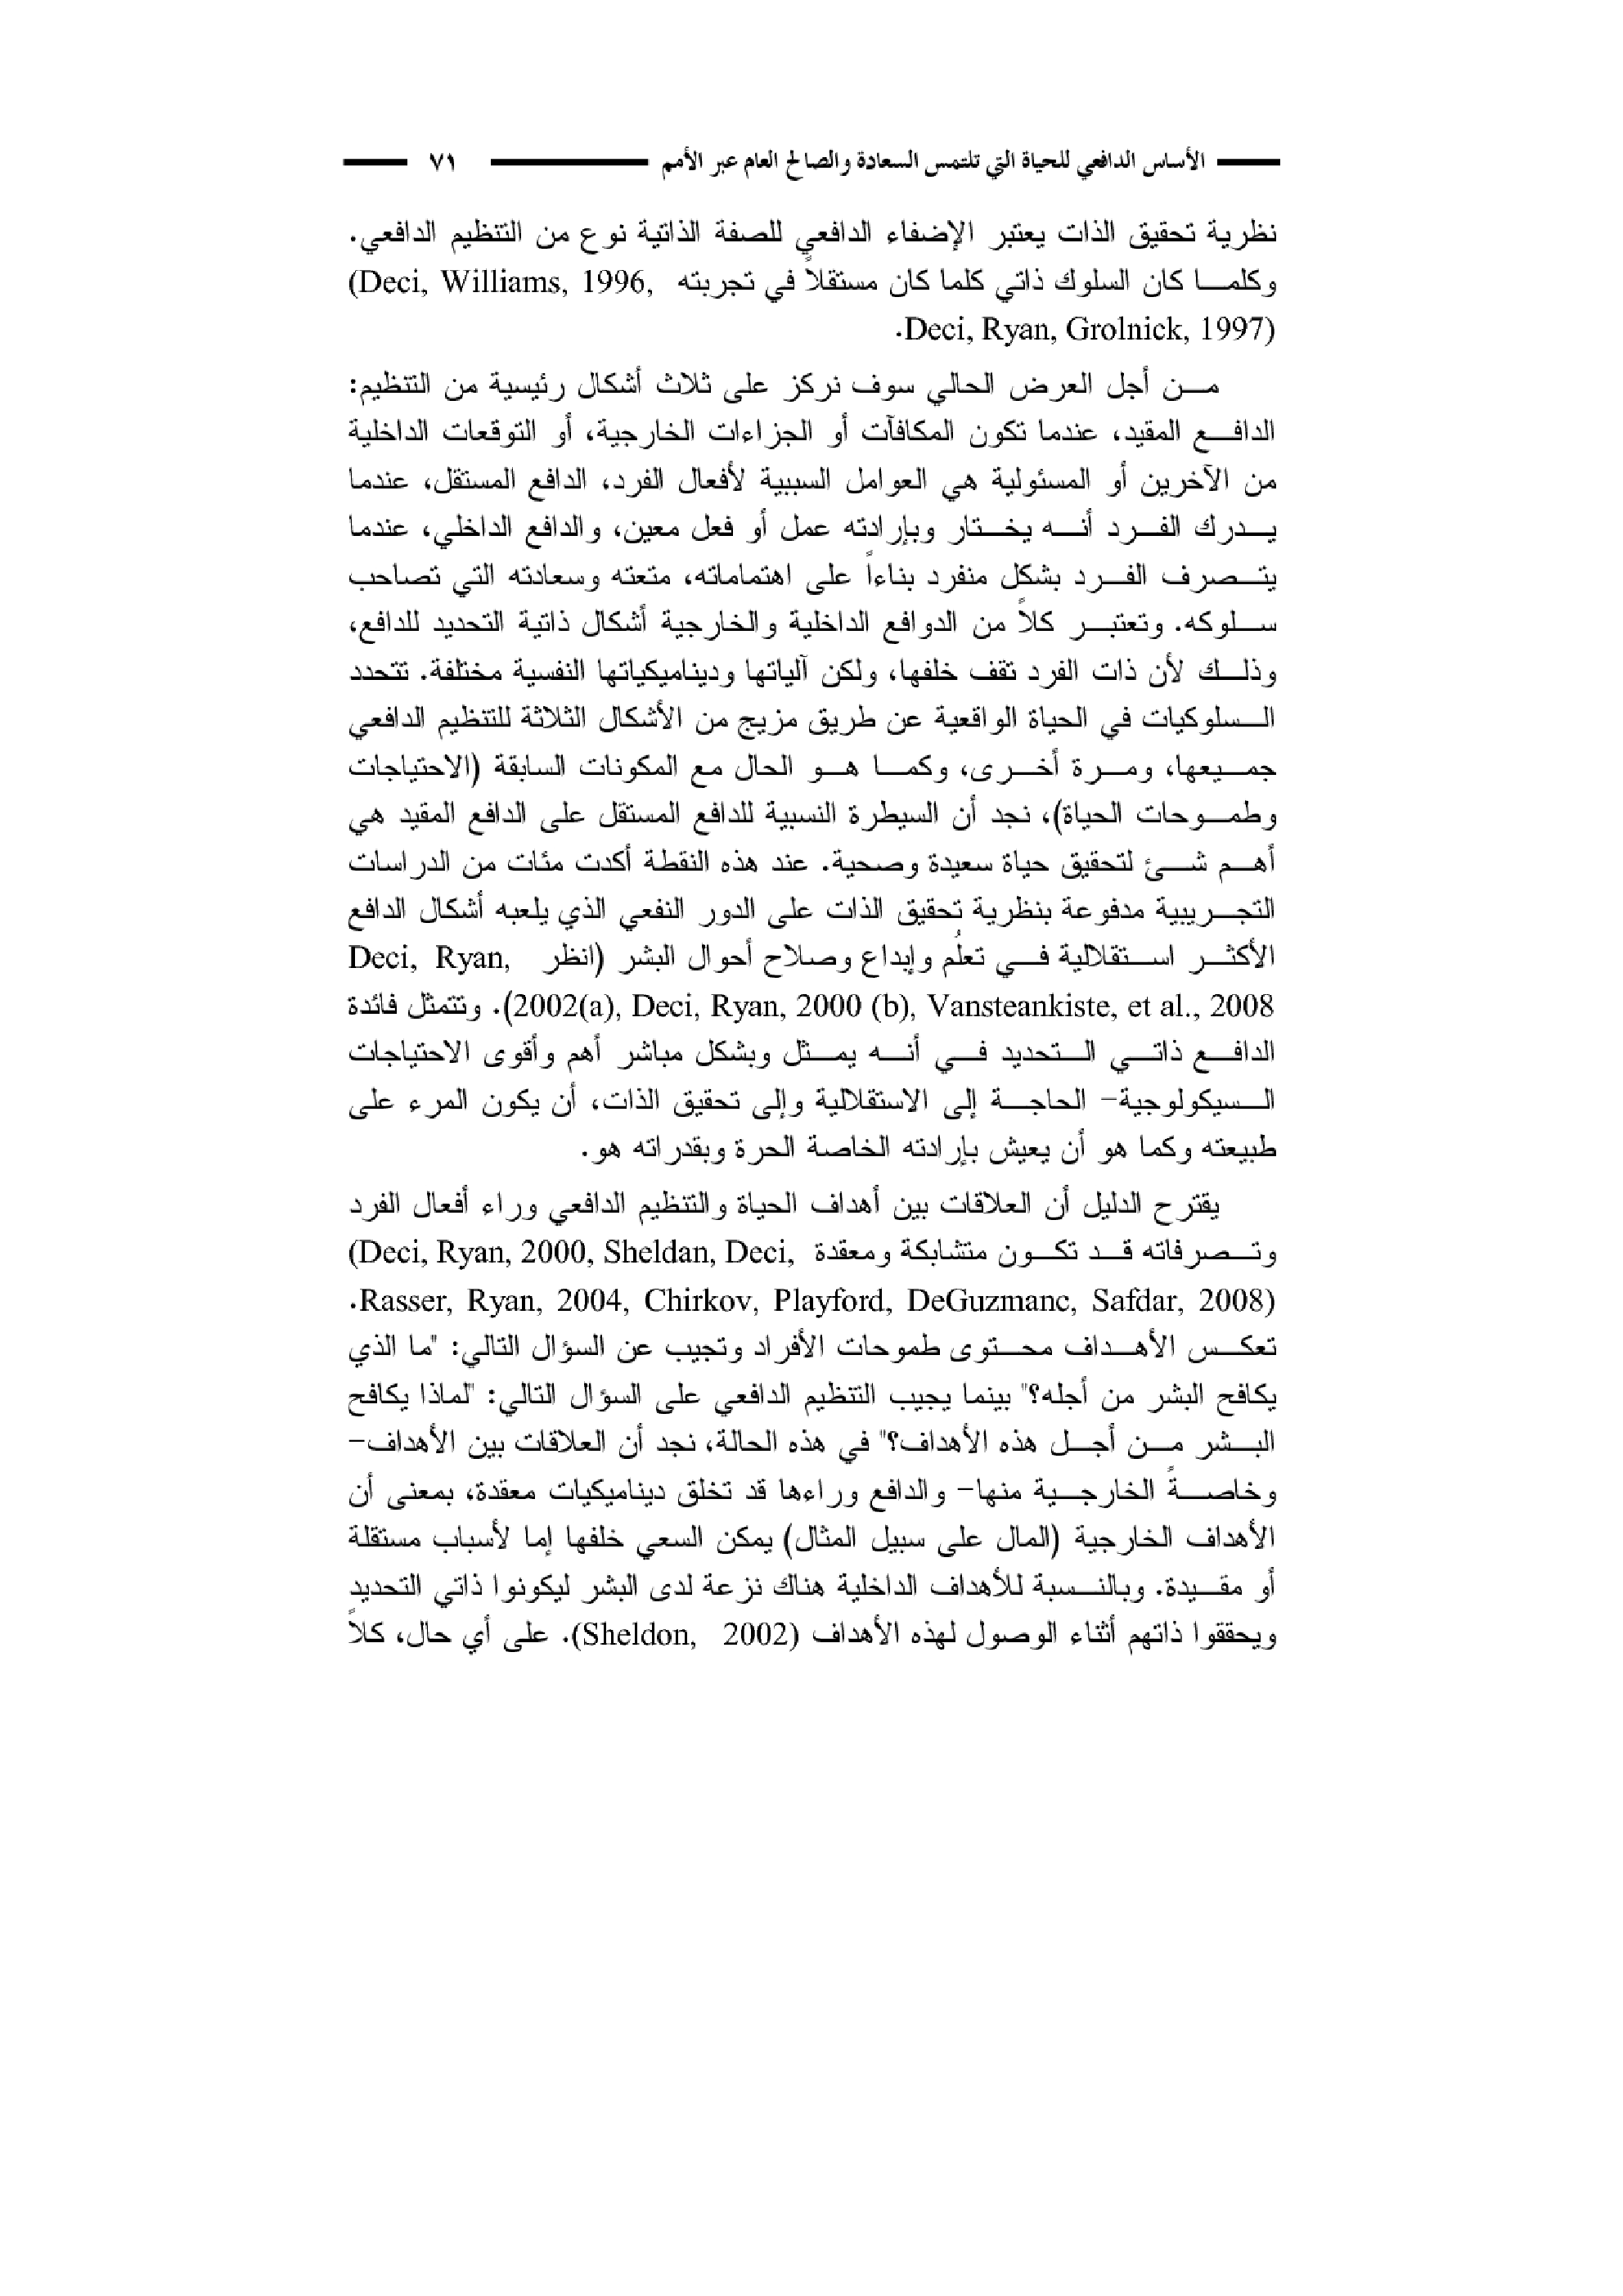 الأساس الدافعي للحياة التي تلتمس السعادة والصالح العام عبر الأمم ٧١
نظرية تحقيق الذات يعتبر الإضفاء الدافعي للصفة الذاتية نوع من التنظيم الدافعي.
وكلما كان السلوك ذاتي كلما كان مستقلاً في تجربته (Deci, Williams, 1996,
Deci, Ryan, Grolnick, 1997).
من أجل العرض الحالي سوف نركز على ثلاث أشكال رئيسية من التنظيم:
الدافع المقيد، عندما تكون المكافآت أو الجزاءات الخارجية، أو التوقعات الداخلية
من الآخرين أو المسئولية هي العوامل السببية لأفعال الفرد، الدافع المستقل، عندما
يدرك الفرد أنه يختار وبإرادته عمل أو فعل معين، والدافع الداخلي، عندما
يتصرف الفرد بشكل منفرد بناءاً على اهتماماته، متعته وسعادته التي تصاحب
سلوكه. وتعتبر كلاً من الدوافع الداخلية والخارجية أشكال ذاتية التحديد للدافع،
وذلك لأن ذات الفرد تقف خلفها، ولكن آلياتها وديناميكياتها النفسية مختلفة. تتحدد
السلوكيات في الحياة الواقعية عن طريق مزيج من الأشكال الثلاثة للتنظيم الدافعي
جميعها، ومرة أخرى، وكما هو الحال مع المكونات السابقة (الاحتياجات
وطموحات الحياة)، نجد أن السيطرة النسبية للدافع المستقل على الدافع المقيد هي
أهم شئ لتحقيق حياة سعيدة وصحية. عند هذه النقطة أكدت مئات من الدراسات
التجريبية مدفوعة بنظرية تحقيق الذات على الدور النفعي الذي يلعبه أشكال الدافع
الأكثر استقلالية في تعلُم وإبداع وصلاح أحوال البشر (انظر Deci, Ryan,
2002(a), Deci, Ryan, 2000 (b), Vansteankiste, et al., 2008). وتتمثل فائدة
الدافع ذاتي التحديد في أنه يمثل وبشكل مباشر أهم وأقوى الاحتياجات
السيكولوجية- الحاجة إلى الاستقلالية وإلى تحقيق الذات، أن يكون المرء على
طبيعته وكما هو أن يعيش بإرادته الخاصة الحرة وبقدراته هو.
يقترح الدليل أن العلاقات بين أهداف الحياة والتنظيم الدافعي وراء أفعال الفرد
وتصرفاته قد تكون متشابكة ومعقدة (Deci, Ryan, 2000, Sheldan, Deci,
Rasser, Ryan, 2004, Chirkov, Playford, DeGuzmanc, Safdar, 2008).
تعكس الأهداف محتوى طموحات الأفراد وتجيب عن السؤال التالي: "ما الذي
يكافح البشر من أجله؟" بينما يجيب التنظيم الدافعي على السؤال التالي: "لماذا يكافح
البشر من أجل هذه الأهداف؟" في هذه الحالة، نجد أن العلاقات بين الأهداف-
وخاصةً الخارجية منها- والدافع وراءها قد تخلق ديناميكيات معقدة، بمعنى أن
الأهداف الخارجية (المال على سبيل المثال) يمكن السعي خلفها إما لأسباب مستقلة
أو مقيدة. وبالنسبة للأهداف الداخلية هناك نزعة لدى البشر ليكونوا ذاتي التحديد
ويحققوا ذاتهم أثناء الوصول لهذه الأهداف (Sheldon, 2002). على أي حال، كلاً